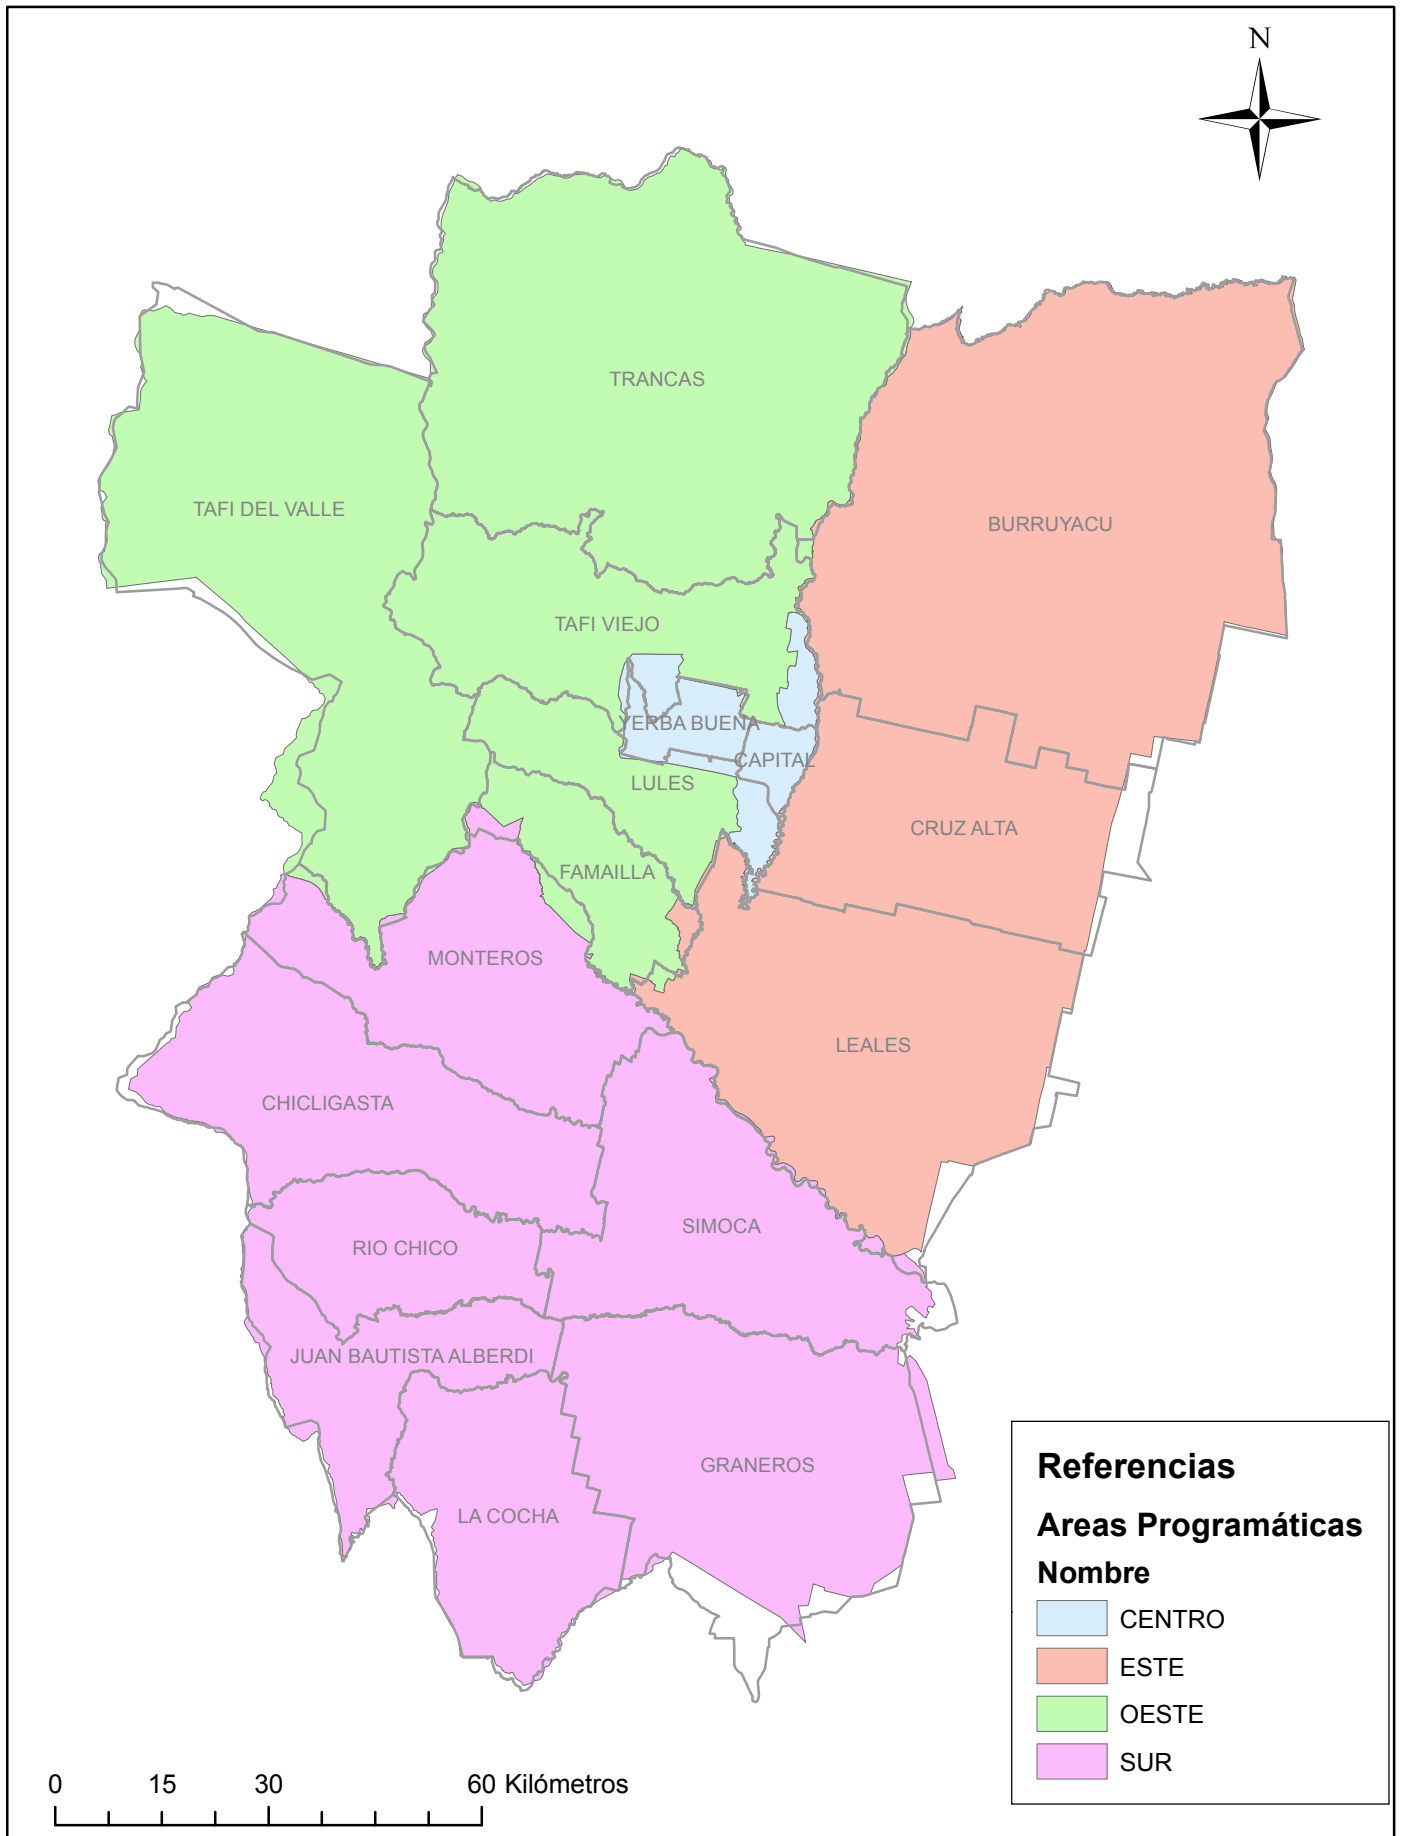 N
TRANCAS
TAFI DEL VALLE
BURRUYACU
TAFI VIEJO
YERBA BUENA
CAPITAL
LULES
CRUZ ALTA
FAMAILLA
MONTEROS
LEALES
CHICLIGASTA
SIMOCA
RIO CHICO
JUAN BAUTISTA ALBERDI
GRANEROS
LA COCHA
Referencias
Areas Programáticas
Nombre
CENTRO
ESTE
OESTE
SUR
0 15 30 60 Kilómetros